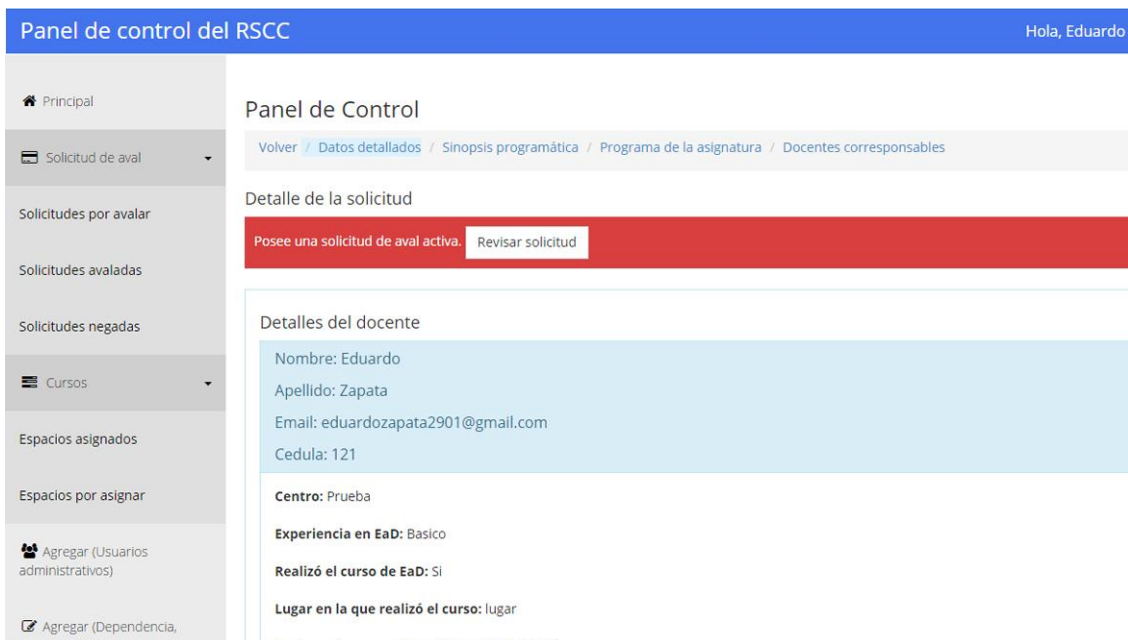 Panel de control del RSCC
Hola, Eduardo
Principal
Solicitud de aval
Solicitudes por avalar
Solicitudes avaladas
Solicitudes negadas
Cursos
Espacios asignados
Espacios por asignar
Agregar (Usuarios
administrativos)
Agregar (Dependencia,
Panel de Control
Volver / Datos detallados / Sinopsis programática / Programa de la asignatura / Docentes corresponsables
Detalle de la solicitud
Posee una solicitud de aval activa. Revisar solicitud
Detalles del docente
Nombre: Eduardo
Apellido: Zapata
Email: eduardozapata2901@gmail.com
Cedula: 121
Centro: Prueba
Experiencia en EaD: Basico
Realizó el curso de EaD: Si
Lugar en la que realizó el curso: lugar